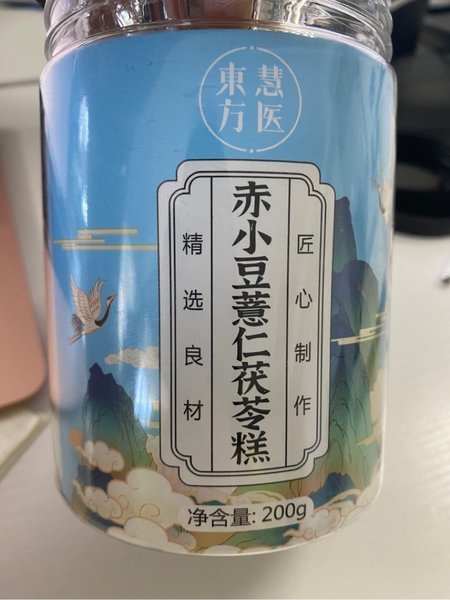 東方慧医
匠心制作
赤小豆薏仁茯苓糕
精选良材
净含量: 200g